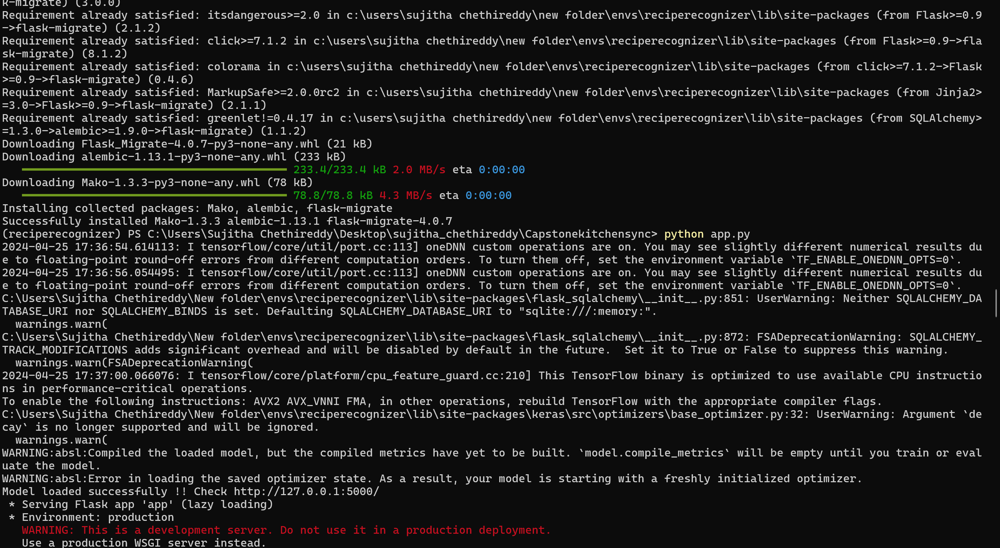 k-migrate) (3.0.0)
Requirement already satisfied: itsdangerous>=2.0 in c:\users\sujitha chethireddy\new folder\envs\reciperecognizer\lib\site-packages (from Flask>=0.9
->flask-migrate) (2.1.2)
Requirement already satisfied: click>=7.1.2 in c:\users\sujitha chethireddy\new folder\envs\reciperecognizer\lib\site-packages (from Flask>=0.9->fla
sk-migrate) (8.1.2)
Requirement already satisfied: colorama in c:\users\sujitha chethireddy\new folder\envs\reciperecognizer\lib\site-packages (from click>=7.1.2->Flask
>=0.9->flask-migrate) (0.4.6)
Requirement already satisfied: MarkupSafe>=2.0.0rc2 in c:\users\sujitha chethireddy\new folder\envs\reciperecognizer\lib\site-packages (from Jinja2>
=3.0->Flask>=0.9->flask-migrate) (2.1.1)
Requirement already satisfied: greenlet!=0.4.17 in c:\users\sujitha chethireddy\new folder\envs\reciperecognizer\lib\site-packages (from SQLAlchemy>
=1.3.0->alembic>=1.9.0->flask-migrate) (1.1.2)
Downloading Flask_Migrate-4.0.7-py3-none-any.whl (21 kB)
Downloading alembic-1.13.1-py3-none-any.whl (233 kB)
233.4/233.4 kB 2.0 MB/s eta 0:00:00
Downloading Mako-1.3.3-py3-none-any.whl (78 kB)
78.8/78.8 kB 4.3 MB/s eta 0:00:00
Installing collected packages: Mako, alembic, flask-migrate
Successfully installed Mako-1.3.3 alembic-1.13.1 flask-migrate-4.0.7
(reciperecognizer) PS C:\Users\Sujitha Chethireddy\Desktop\sujitha_chethireddy\Capstonekitchensync> python app.py
2024-04-25 17:36:54.614113: I tensorflow/core/util/port.cc:113] oneDNN custom operations are on. You may see slightly different numerical results du
e to floating-point round-off errors from different computation orders. To turn them off, set the environment variable `TF_ENABLE_ONEDNN_OPTS=0`.
2024-04-25 17:36:56.054495: I tensorflow/core/util/port.cc:113] oneDNN custom operations are on. You may see slightly different numerical results du
e to floating-point round-off errors from different computation orders. To turn them off, set the environment variable `TF_ENABLE_ONEDNN_OPTS=0`.
C:\Users\Sujitha Chethireddy\New folder\envs\reciperecognizer\lib\site-packages\flask_sqlalchemy\__init__.py:851: UserWarning: Neither SQLALCHEMY_DA
TABASE_URI nor SQLALCHEMY_BINDS is set. Defaulting SQLALCHEMY_DATABASE_URI to "sqlite:///:memory:".
  warnings.warn(
C:\Users\Sujitha Chethireddy\New folder\envs\reciperecognizer\lib\site-packages\flask_sqlalchemy\__init__.py:872: FSADeprecationWarning: SQLALCHEMY_
TRACK_MODIFICATIONS adds significant overhead and will be disabled by default in the future.  Set it to True or False to suppress this warning.
  warnings.warn(FSADeprecationWarning(
2024-04-25 17:37:00.066076: I tensorflow/core/platform/cpu_feature_guard.cc:210] This TensorFlow binary is optimized to use available CPU instructio
ns in performance-critical operations.
To enable the following instructions: AVX2 AVX_VNNI FMA, in other operations, rebuild TensorFlow with the appropriate compiler flags.
C:\Users\Sujitha Chethireddy\New folder\envs\reciperecognizer\lib\site-packages\keras\src\optimizers\base_optimizer.py:32: UserWarning: Argument `de
cay` is no longer supported and will be ignored.
  warnings.warn(
WARNING:absl:Compiled the loaded model, but the compiled metrics have yet to be built. `model.compile_metrics` will be empty until you train or eval
uate the model.
WARNING:absl:Error in loading the saved optimizer state. As a result, your model is starting with a freshly initialized optimizer.
Model loaded successfully !! Check http://127.0.0.1:5000/
 * Serving Flask app 'app' (lazy loading)
 * Environment: production
   WARNING: This is a development server. Do not use it in a production deployment.
   Use a production WSGI server instead.